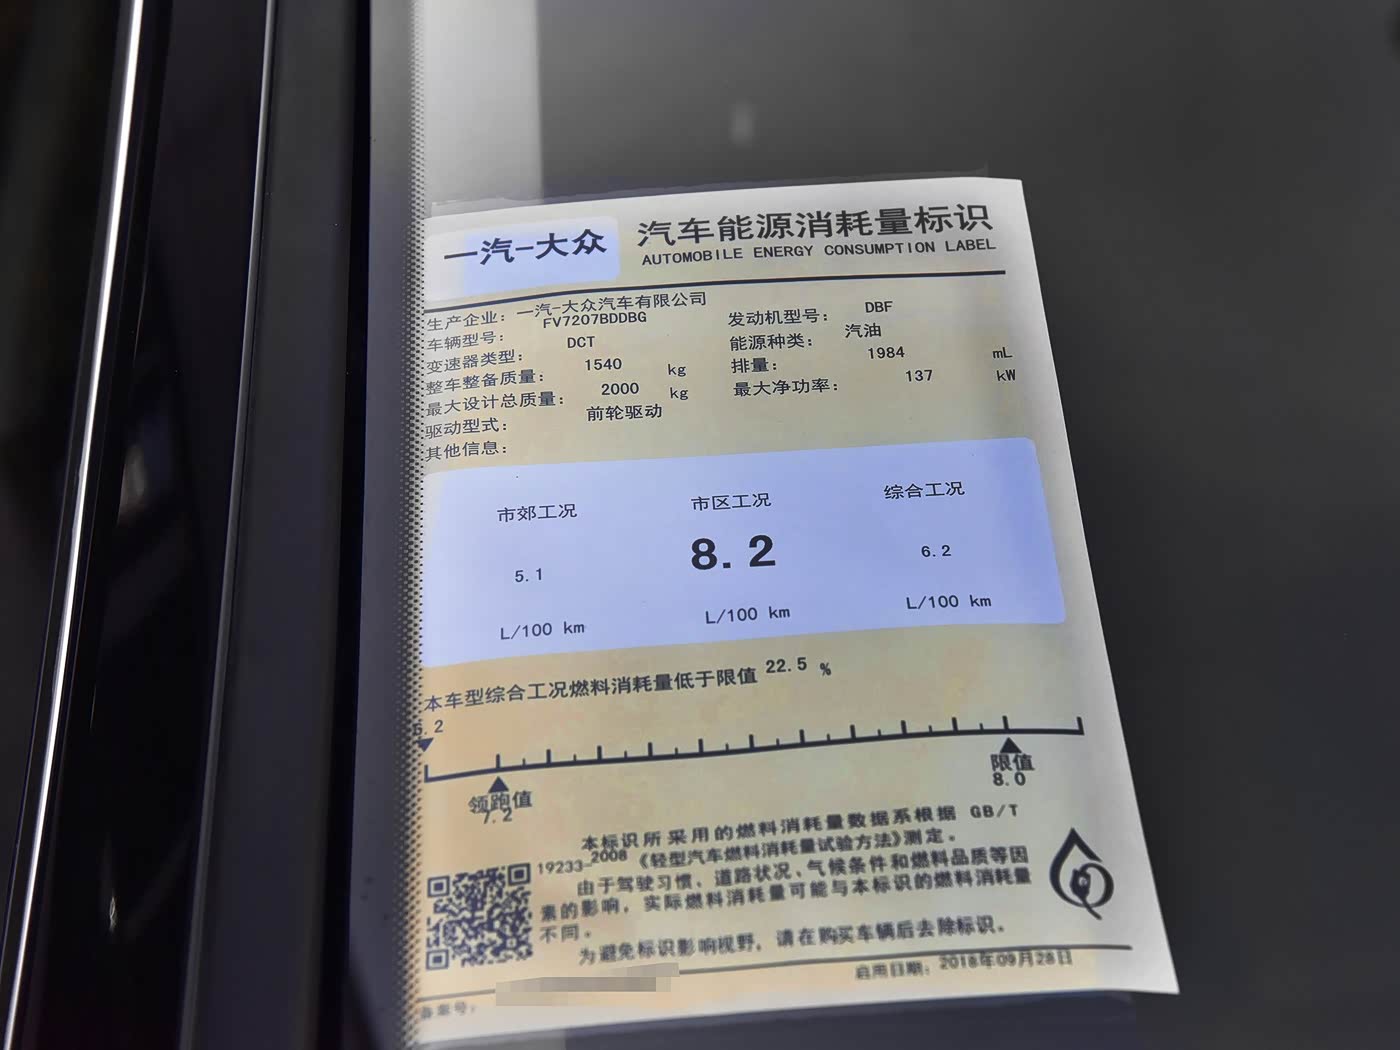 一汽-大众
汽车能源消耗量标识
AUTOMOBILE ENERGY CONSUMPTION LABEL
生产企业：一汽-大众汽车有限公司
车辆型号：FV7207BDDBG
发动机型号：DBF
变速器类型：DCT
能源种类：汽油
整车整备质量：1540 kg
排量：1984 mL
最大设计总质量：2000 kg
最大净功率：137 kW
驱动型式：前轮驱动
其他信息：
市郊工况 市区工况 综合工况
5.1 8.2 6.2
L/100 km L/100 km L/100 km
本车型综合工况燃料消耗量低于限值 22.5 %
6.2
领跑值
7.2
限值
8.0
本标识所采用的燃料消耗量数据系根据 GB/T
19233-2008《轻型汽车燃料消耗量试验方法》测定。
由于驾驶习惯、道路状况、气候条件和燃料品质等因
素的影响，实际燃料消耗量可能与本标识的燃料消耗量
不同。
为避免标识影响视野，请在购买车辆后去除标识。
备案号：
启用日期：2018年09月28日